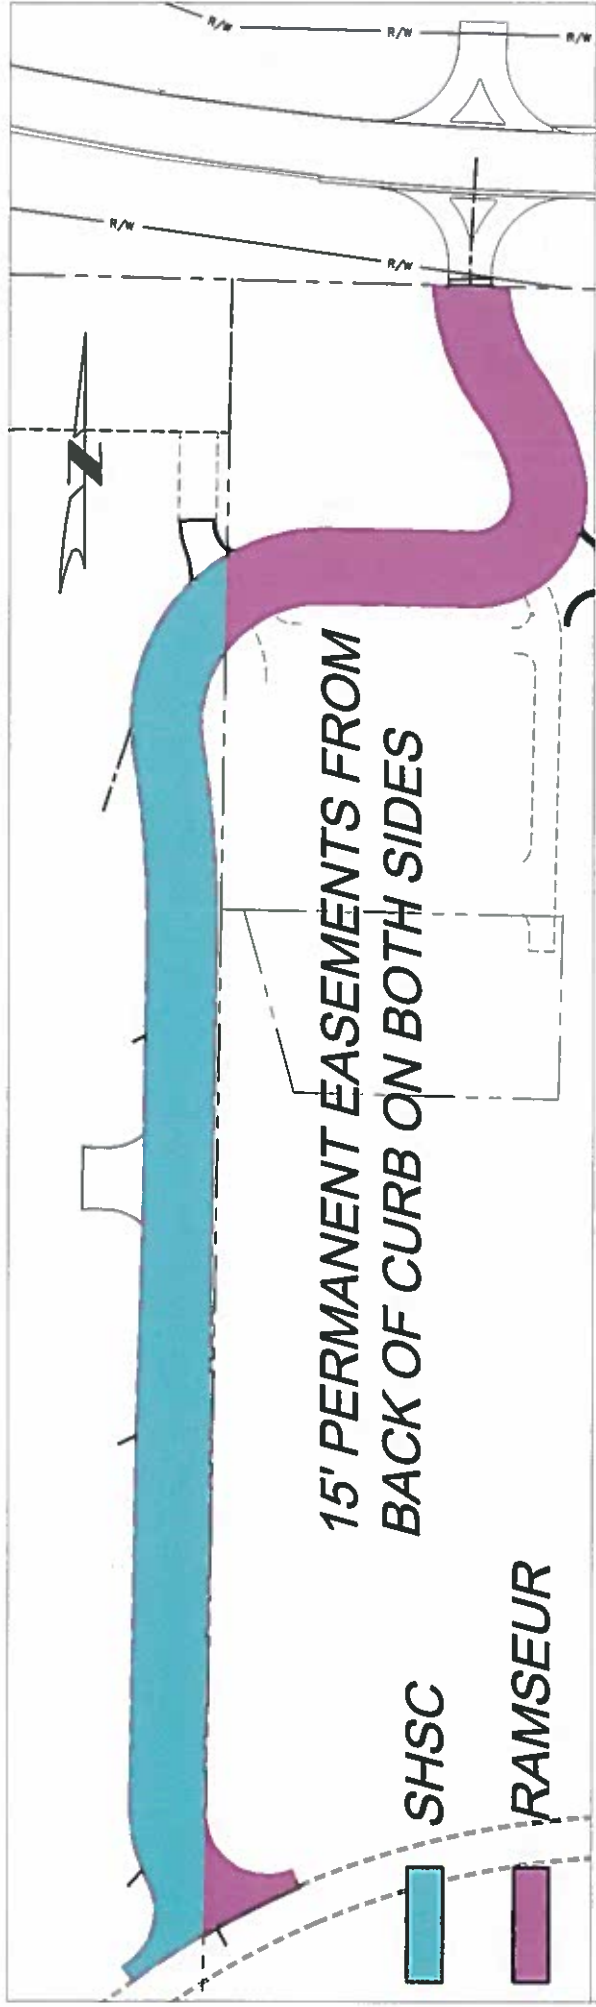 R/W
R/W
R/W
R/W
R/W
N
15' PERMANENT EASEMENTS FROM
BACK OF CURB ON BOTH SIDES
SHSC
RAMSEUR